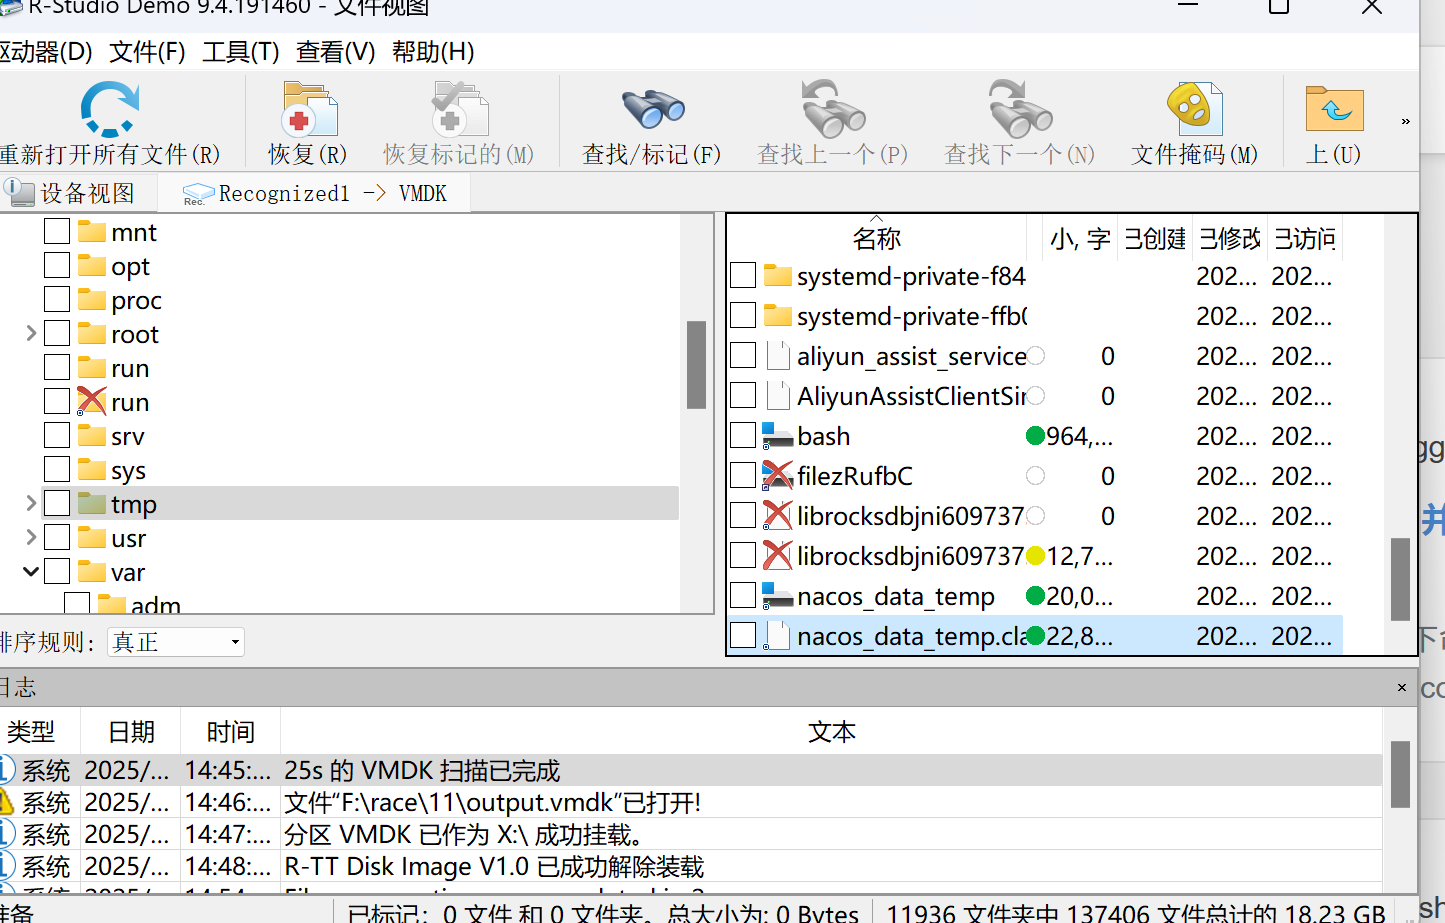 R-Studio Demo 9.4.191460 - 文件视图
驱动器(D) 文件(F) 工具(T) 查看(V) 帮助(H)
重新打开所有文件(R) 恢复(R) 恢复标记的(M) 查找/标记(F) 查找上一个(P) 查找下一个(N) 文件掩码(M) 上(U) »
设备视图 Rec. Recognized1 -> VMDK
mnt
opt
proc
root
run
run
srv
sys
tmp
usr
var
adm
排序规则: 真正
名称 小, 字 已创建 已修改 已访问
systemd-private-f84 202... 202...
systemd-private-ffb0 202... 202...
aliyun_assist_service 0 202... 202...
AliyunAssistClientSin 0 202... 202...
bash 964,... 202... 202...
filezRufbC 0 202... 202...
librocksdbjni609737. 0 202... 202...
librocksdbjni609737 12,7... 202... 202...
nacos_data_temp 20,0... 202... 202...
nacos_data_temp.cla 22,8... 202... 202...
日志
类型 日期 时间 文本
系统 2025/... 14:45:... 25s 的 VMDK 扫描已完成
系统 2025/... 14:46:... 文件“F:\race\11\output.vmdk”已打开!
系统 2025/... 14:47:... 分区 VMDK 已作为 X:\ 成功挂载。
系统 2025/... 14:48:... R-TT Disk Image V1.0 已成功解除装载
准备 已标记: 0 文件 和 0 文件夹。总大小为: 0 Bytes 11936 文件夹中 137406 文件总计的 18.23 GB
gg
并
下
co
sh